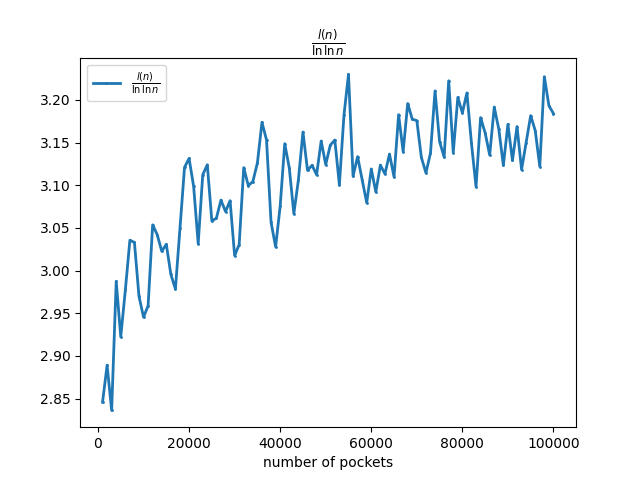 l(n)
ln ln n
l(n)
ln ln n
3.20
3.15
3.10
3.05
3.00
2.95
2.90
2.85
0 20000 40000 60000 80000 100000
number of pockets